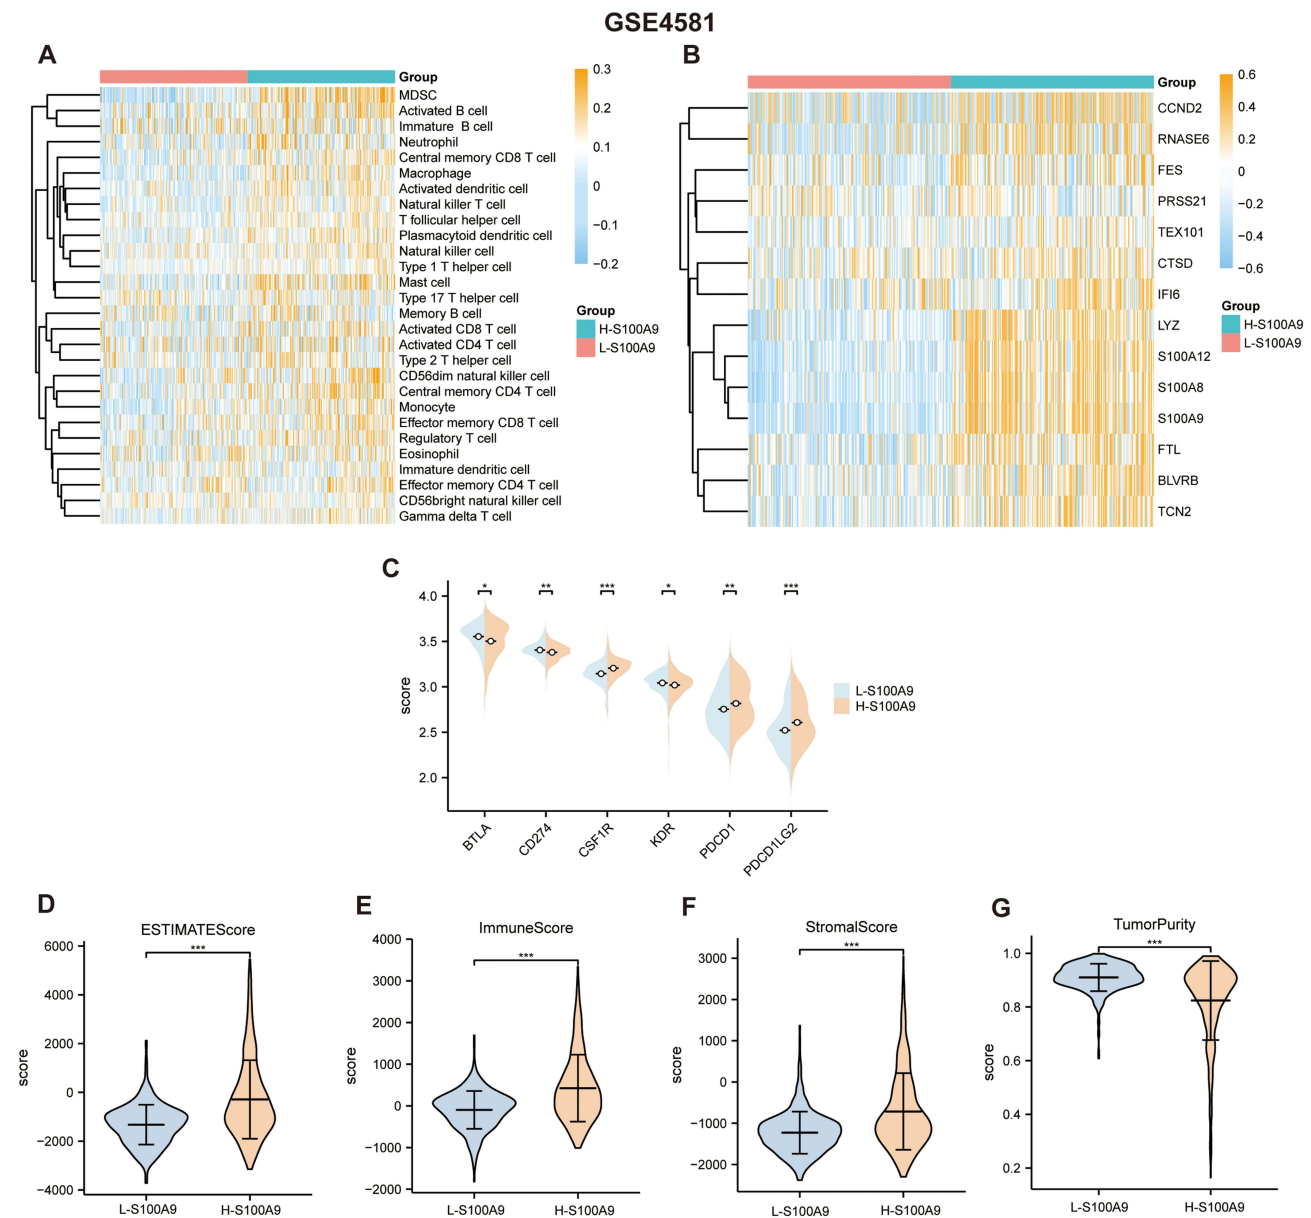 GSE4581
A
Group
MDSC
Activated B cell
Immature B cell
Neutrophil
Central memory CD8 T cell
Macrophage
Activated dendritic cell
Natural killer T cell
T follicular helper cell
Plasmacytoid dendritic cell
Natural killer cell
Type 1 T helper cell
Mast cell
Type 17 T helper cell
Memory B cell
Activated CD8 T cell
Activated CD4 T cell
Type 2 T helper cell
CD56dim natural killer cell
Central memory CD4 T cell
Monocyte
Effector memory CD8 T cell
Regulatory T cell
Eosinophil
Immature dendritic cell
Effector memory CD4 T cell
CD56bright natural killer cell
Gamma delta T cell
0.3
0.2
0.1
0
−0.1
−0.2
Group
H-S100A9
L-S100A9
B
Group
CCND2
RNASE6
FES
PRSS21
TEX101
CTSD
IFI6
LYZ
S100A12
S100A8
S100A9
FTL
BLVRB
TCN2
0.6
0.4
0.2
0
−0.2
−0.4
−0.6
Group
H-S100A9
L-S100A9
C
* ** *** * ** ***
4.0
3.5
3.0
2.5
2.0
score
BTLA
CD274
CSF1R
KDR
PDCD1
PDCD1LG2
L-S100A9
H-S100A9
D
ESTIMATEScore
***
6000
4000
2000
0
−2000
−4000
score
L-S100A9 H-S100A9
E
ImmuneScore
***
4000
3000
2000
1000
0
−1000
−2000
score
L-S100A9 H-S100A9
F
StromalScore
***
3000
2000
1000
0
−1000
−2000
score
L-S100A9 H-S100A9
G
TumorPurity
***
1.0
0.8
0.6
0.4
0.2
score
L-S100A9 H-S100A9